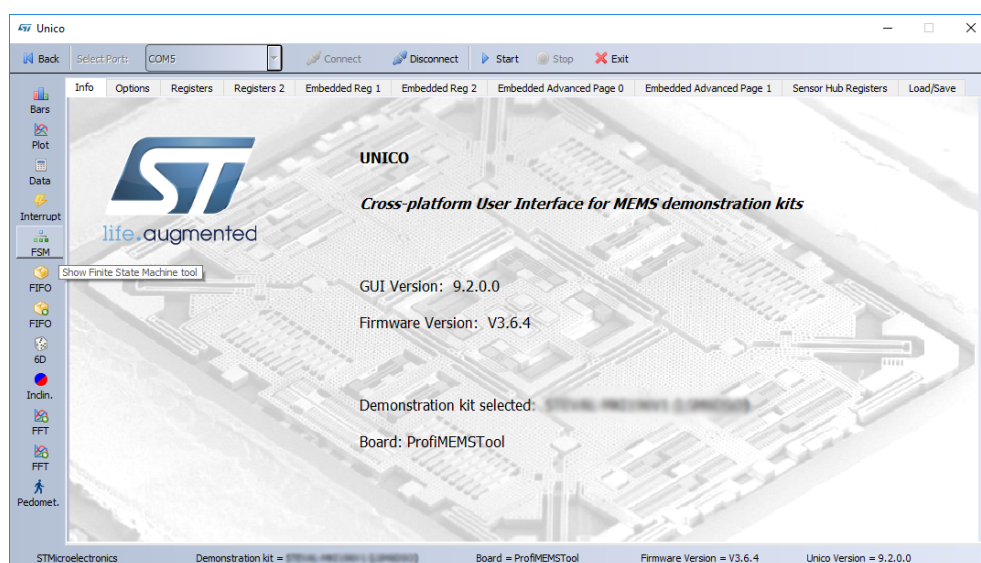 Unico
Back Select Port: COM5 Connect Disconnect Start Stop Exit
Info Options Registers Registers 2 Embedded Reg 1 Embedded Reg 2 Embedded Advanced Page 0 Embedded Advanced Page 1 Sensor Hub Registers Load/Save
Bars
Plot
Data
Interrupt
FSM
Show Finite State Machine tool
FIFO
FIFO
6D
Inclin.
FFT
FFT
Pedomet.
ST
life.augmented
UNICO
Cross-platform User Interface for MEMS demonstration kits
GUI Version: 9.2.0.0
Firmware Version: V3.6.4
Demonstration kit selected:
Board: ProfiMEMSTool
STMicroelectronics Demonstration kit = Board = ProfiMEMSTool Firmware Version = V3.6.4 Unico Version = 9.2.0.0